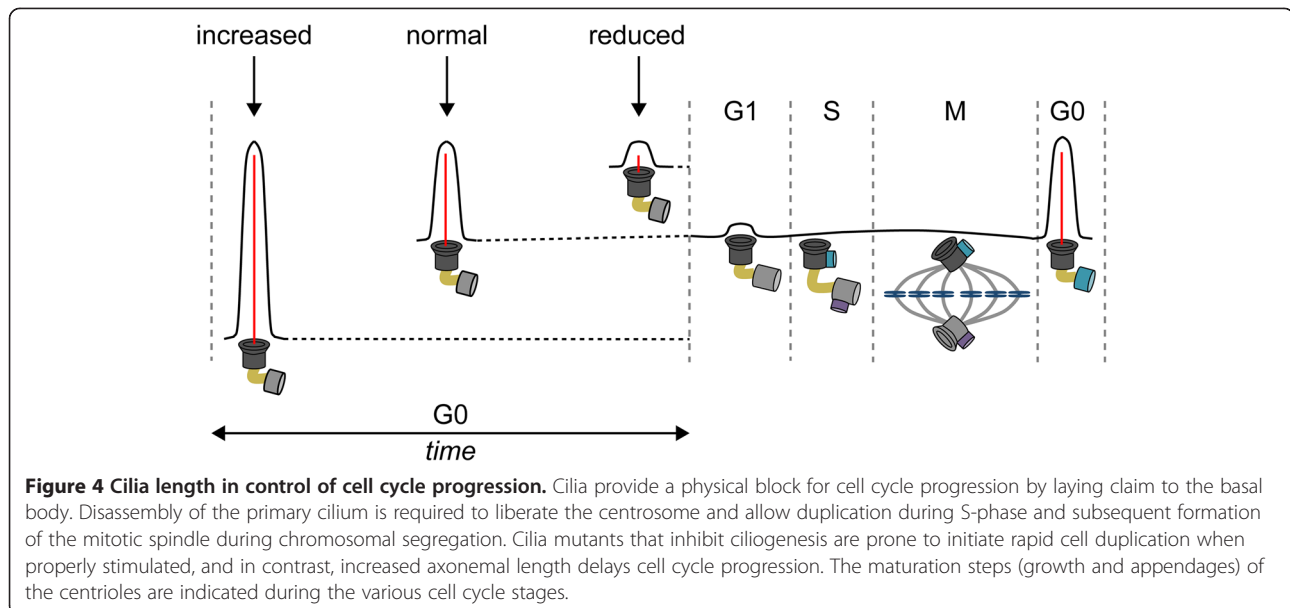 increased normal reduced
G1 S M G0
G0
time
Figure 4 Cilia length in control of cell cycle progression. Cilia provide a physical block for cell cycle progression by laying claim to the basal
body. Disassembly of the primary cilium is required to liberate the centrosome and allow duplication during S-phase and subsequent formation
of the mitotic spindle during chromosomal segregation. Cilia mutants that inhibit ciliogenesis are prone to initiate rapid cell duplication when
properly stimulated, and in contrast, increased axonemal length delays cell cycle progression. The maturation steps (growth and appendages) of
the centrioles are indicated during the various cell cycle stages.